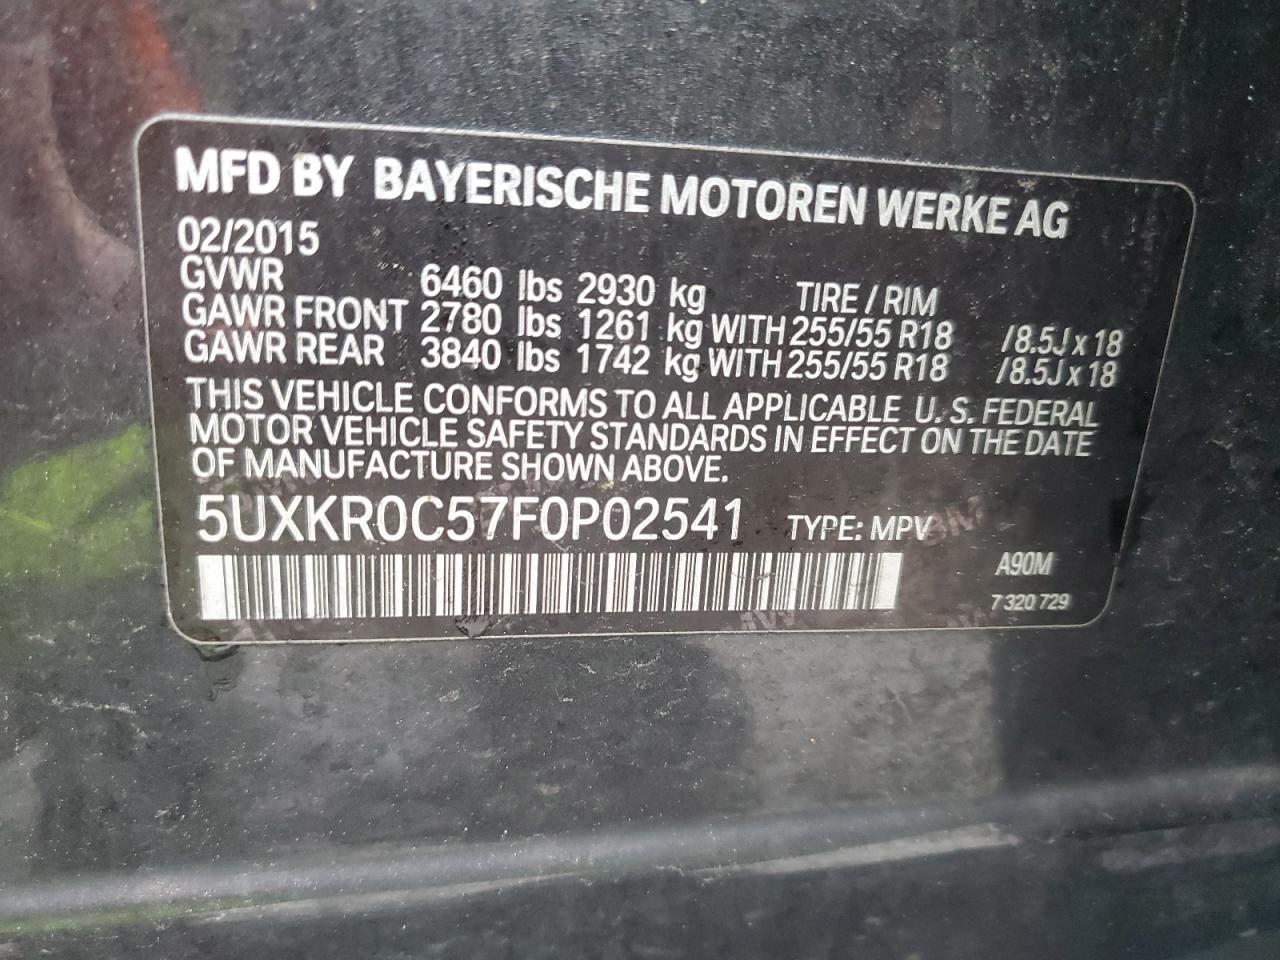 MFD BY BAYERISCHE MOTOREN WERKE AG
02/2015
GVWR 6460 lbs 2930 kg TIRE / RIM
GAWR FRONT 2780 lbs 1261 kg WITH 255/55 R18 /8.5J x 18
GAWR REAR 3840 lbs 1742 kg WITH 255/55 R18 /8.5J x 18
THIS VEHICLE CONFORMS TO ALL APPLICABLE U. S. FEDERAL
MOTOR VEHICLE SAFETY STANDARDS IN EFFECT ON THE DATE
OF MANUFACTURE SHOWN ABOVE.
5UXKR0C57F0P02541 TYPE: MPV
A90M
7 320 729